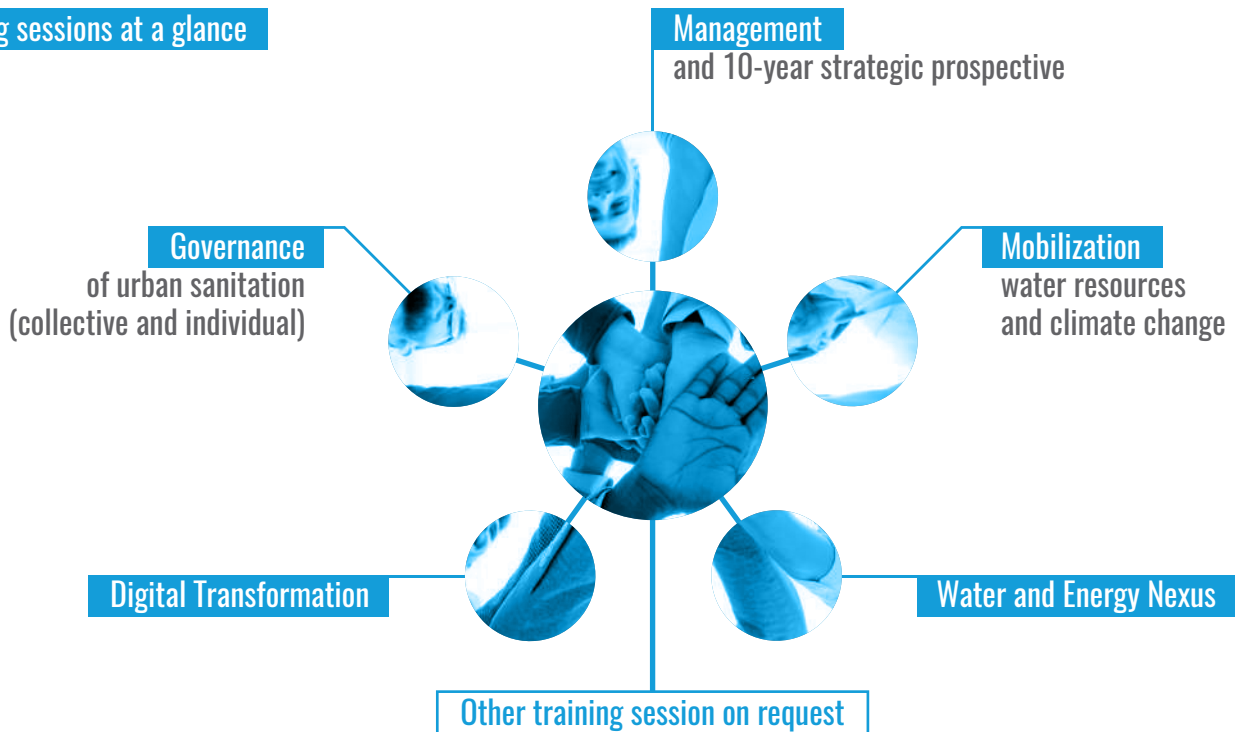 g sessions at a glance
Management
and 10-year strategic prospective
Governance
of urban sanitation
(collective and individual)
Mobilization
water resources
and climate change
Digital Transformation
Water and Energy Nexus
Other training session on request